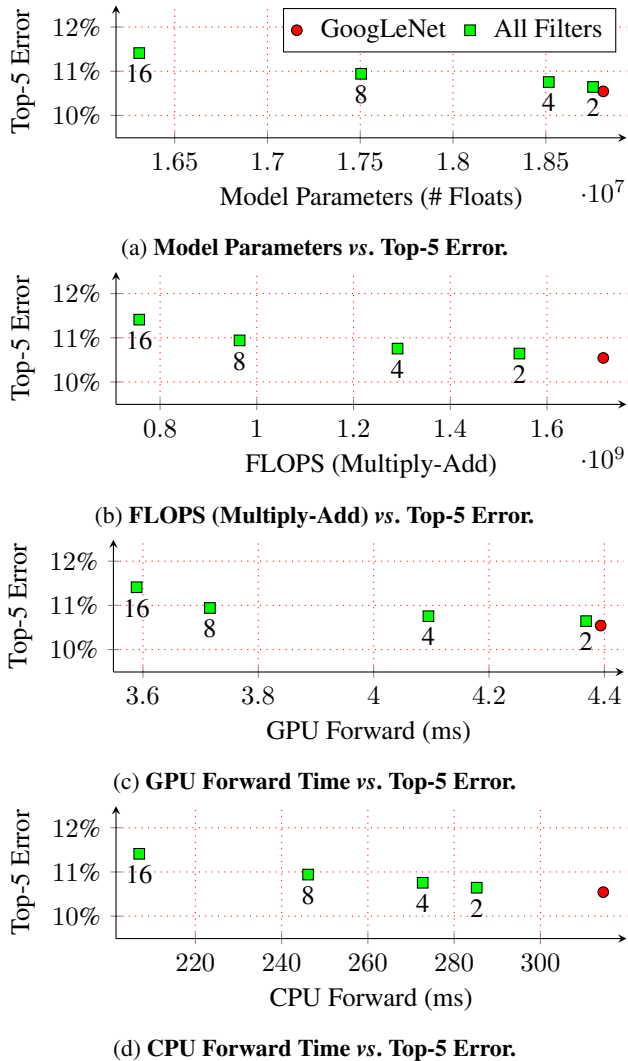 GoogLeNet All Filters
Top-5 Error
12%
11%
10%
16
8
4
2
1.65 1.7 1.75 1.8 1.85
Model Parameters (# Floats)
·10⁷
(a) Model Parameters vs. Top-5 Error.
Top-5 Error
12%
11%
10%
16
8
4
2
0.8 1 1.2 1.4 1.6
FLOPS (Multiply-Add)
·10⁹
(b) FLOPS (Multiply-Add) vs. Top-5 Error.
Top-5 Error
12%
11%
10%
16
8
4
2
3.6 3.8 4 4.2 4.4
GPU Forward (ms)
(c) GPU Forward Time vs. Top-5 Error.
Top-5 Error
12%
11%
10%
16
8
4
2
220 240 260 280 300
CPU Forward (ms)
(d) CPU Forward Time vs. Top-5 Error.